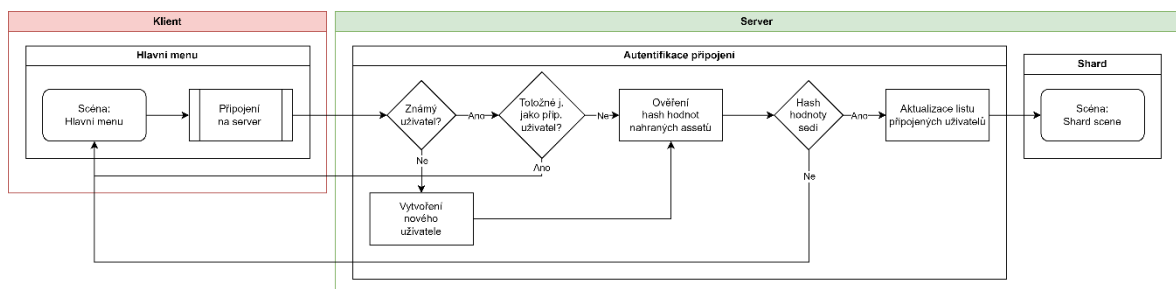 Klient
Server
Hlavní menu
Autentifikace připojení
Shard
Scéna:
Hlavní menu
Připojení
na server
Známý
uživatel?
Ano
Totožné j.
jako příp.
uživatel?
Ne
Ověření
hash hodnot
nahraných assetů
Hash
hodnoty
sedí
Ano
Aktualizace listu
připojených uživatelů
Scéna:
Shard scene
Ne
Ano
Ne
Vytvoření
nového
uživatele